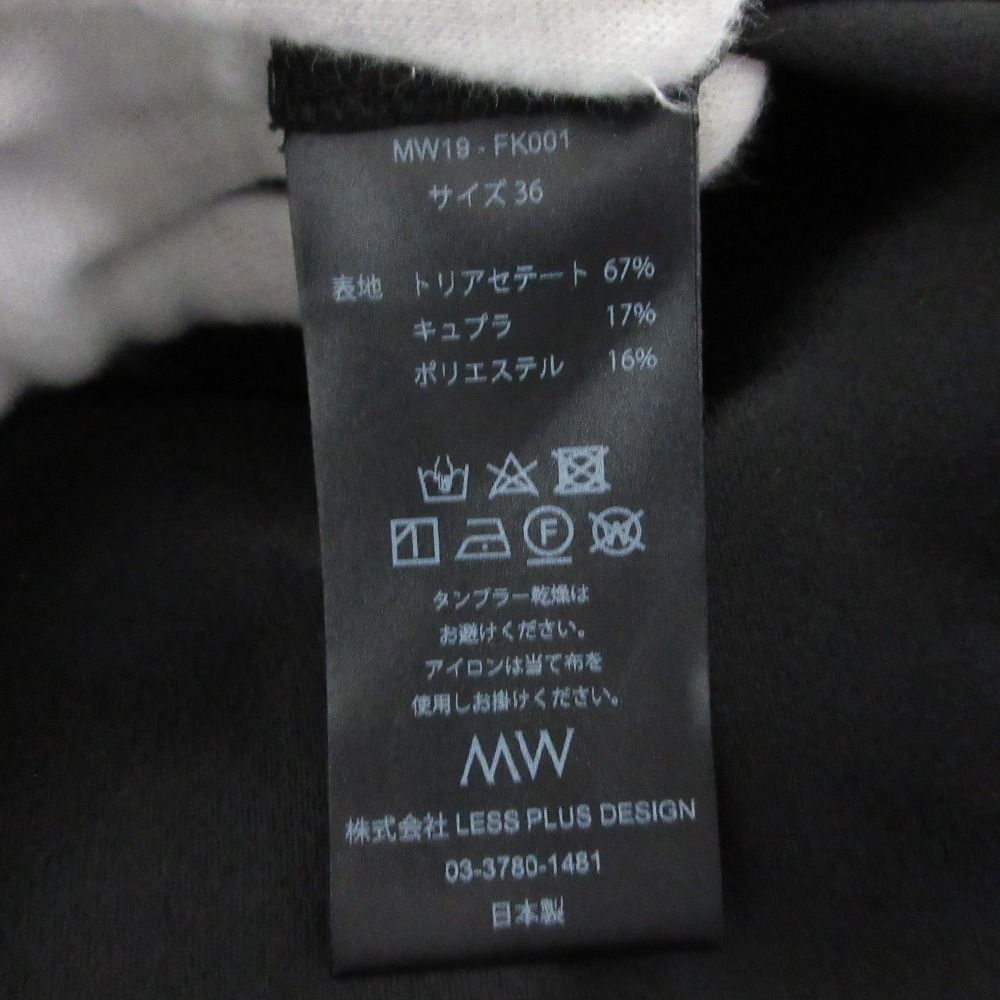 MW19 - FK001
サイズ 36
表地 トリアセテート 67%
キュプラ 17%
ポリエステル 16%
F W
タンブラー乾燥は
お避けください。
アイロンは当て布を
使用しお掛けください。
MW
株式会社 LESS PLUS DESIGN
03-3780-1481
日本製